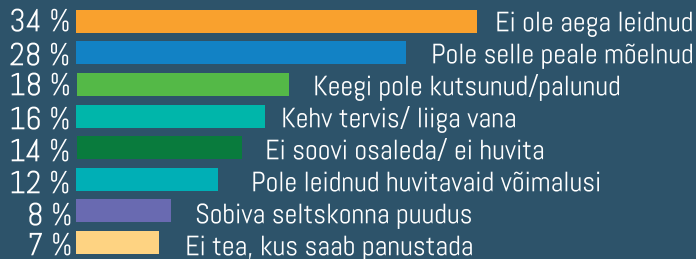 34 % Ei ole aega leidnud
28 % Pole selle peale mõelnud
18 % Keegi pole kutsunud/palunud
16 % Kehv tervis/ liiga vana
14 % Ei soovi osaleda/ ei huvita
12 % Pole leidnud huvitavaid võimalusi
8 % Sobiva seltskonna puudus
7 % Ei tea, kus saab panustada